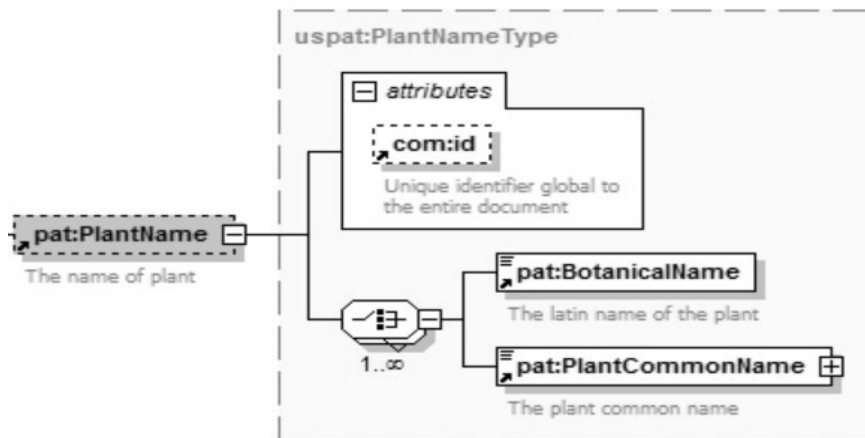 uspat:PlantNameType
attributes
com:id
Unique identifier global to
the entire document
pat:PlantName
The name of plant
pat:BotanicalName
The latin name of the plant
1..∞
pat:PlantCommonName
The plant common name